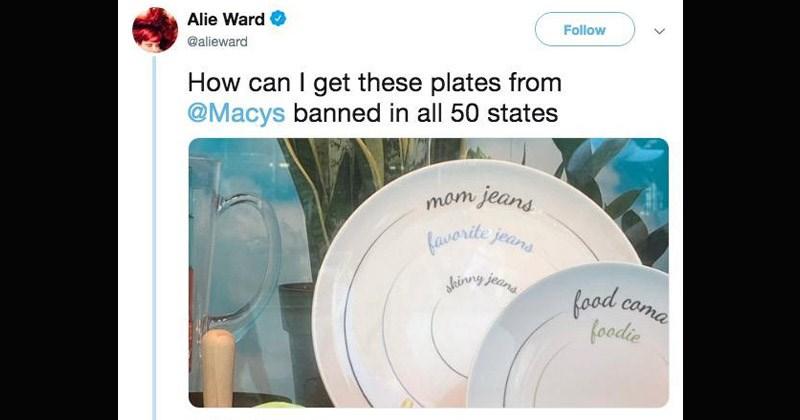 Alie Ward
@alieward
Follow
How can I get these plates from
@Macys banned in all 50 states
mom jeans
favorite jeans
skinny jeans
food coma
foodie